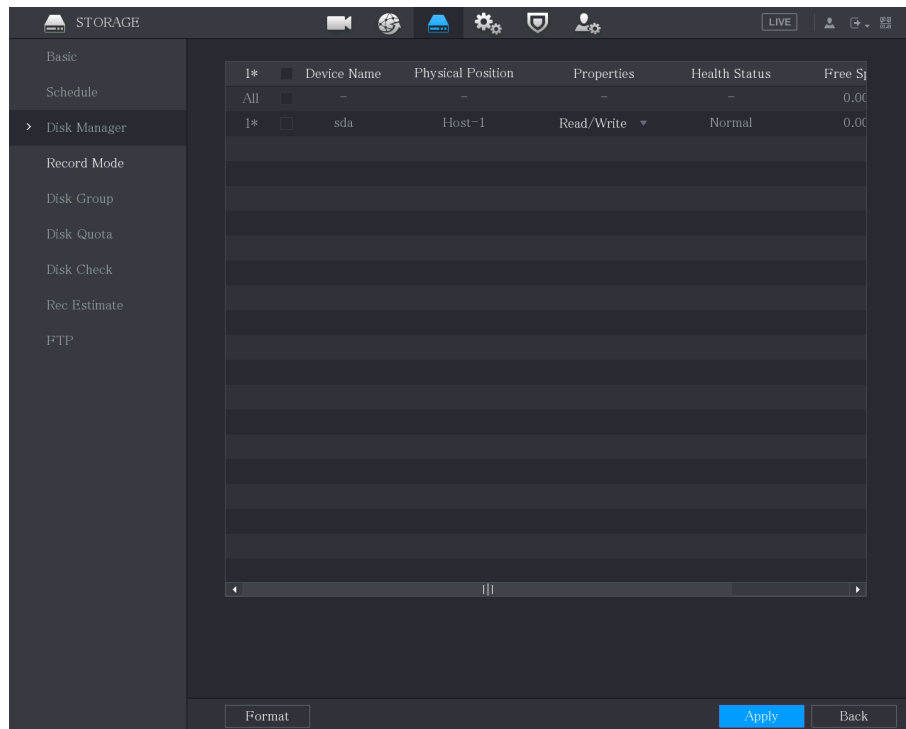 STORAGE
LIVE
Basic
Schedule
Disk Manager
Record Mode
Disk Group
Disk Quota
Disk Check
Rec Estimate
FTP
1* Device Name Physical Position Properties Health Status Free Sp
All - - - - 0.00
1* sda Host-1 Read/Write Normal 0.00
Format
Apply
Back